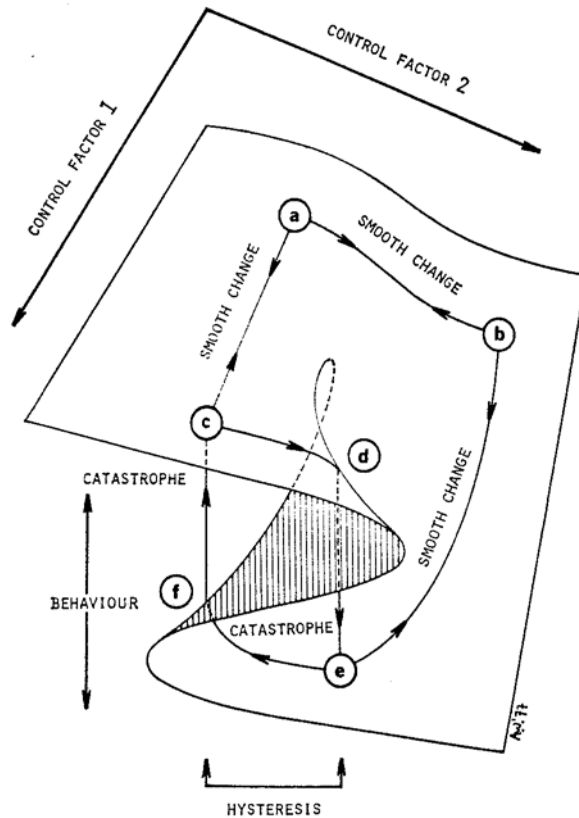 CONTROL FACTOR 2
CONTROL FACTOR 1
a
SMOOTH CHANGE
b
SMOOTH CHANGE
c
d
CATASTROPHE
SMOOTH CHANGE
f
BEHAVIOUR
CATASTROPHE
e
HYSTERESIS